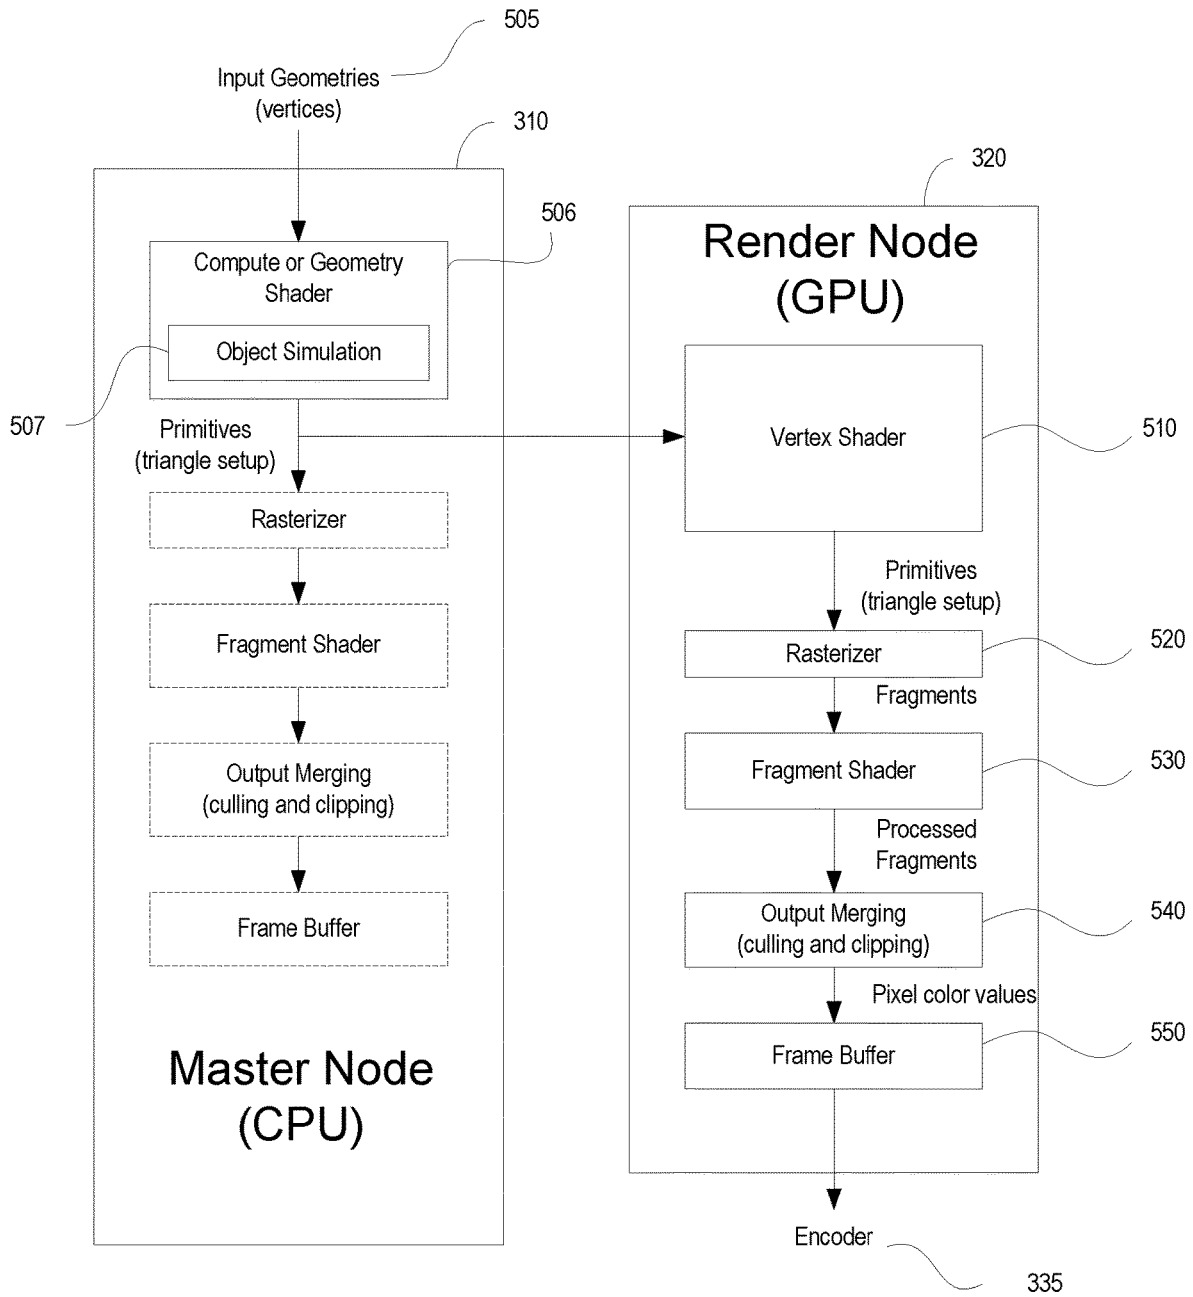 505
Input Geometries
(vertices)
310
506
Compute or Geometry
Shader
Object Simulation
507
Primitives
(triangle setup)
Rasterizer
Fragment Shader
Output Merging
(culling and clipping)
Frame Buffer
Master Node
(CPU)
320
Render Node
(GPU)
Vertex Shader
510
Primitives
(triangle setup)
Rasterizer
520
Fragments
Fragment Shader
530
Processed
Fragments
Output Merging
(culling and clipping)
540
Pixel color values
Frame Buffer
550
Encoder
335